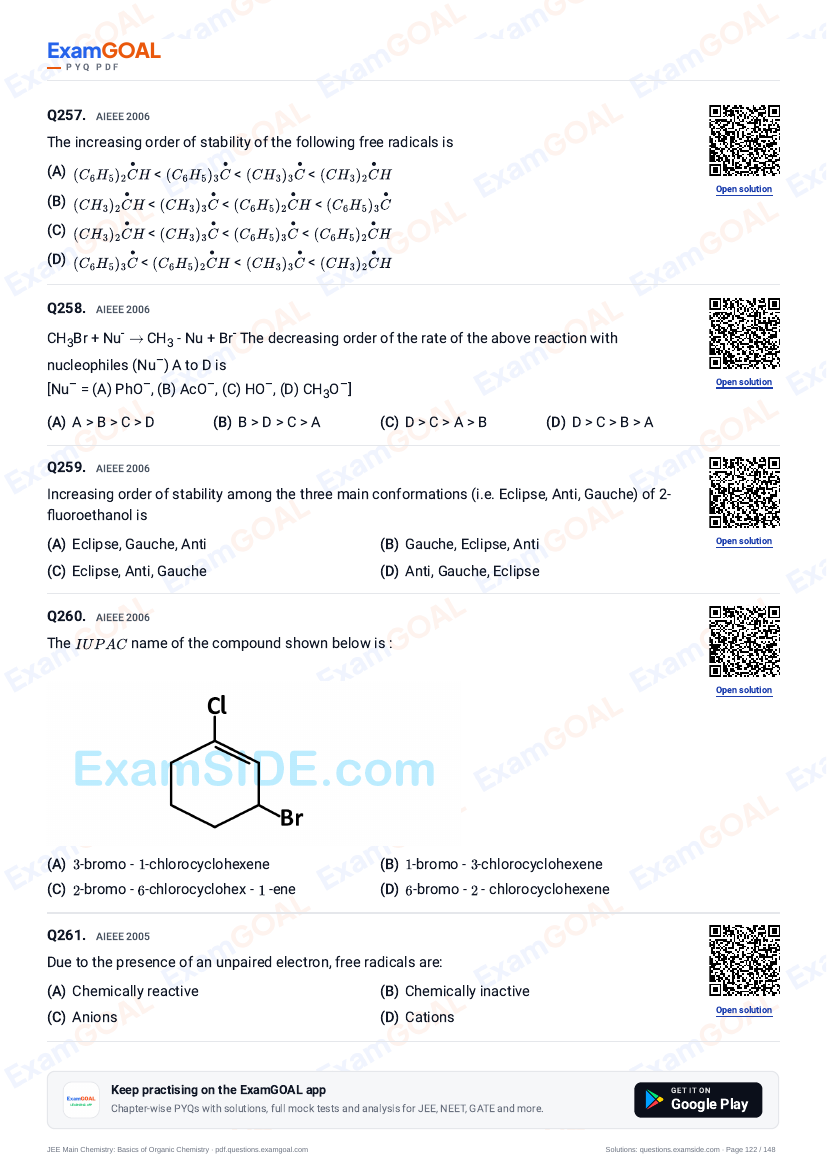 ExamGOAL
PYQ PDF
Q257. AIEEE 2006
The increasing order of stability of the following free radicals is
(A) (C₆H₅)₂ĊH < (C₆H₅)₃Ċ < (CH₃)₃Ċ < (CH₃)₂ĊH
(B) (CH₃)₂ĊH < (CH₃)₃Ċ < (C₆H₅)₂ĊH < (C₆H₅)₃Ċ
(C) (CH₃)₂ĊH < (CH₃)₃Ċ < (C₆H₅)₃Ċ < (C₆H₅)₂ĊH
(D) (C₆H₅)₃Ċ < (C₆H₅)₂ĊH < (CH₃)₃Ċ < (CH₃)₂ĊH
Open solution
Q258. AIEEE 2006
CH₃Br + Nu⁻ → CH₃ - Nu + Br⁻ The decreasing order of the rate of the above reaction with
nucleophiles (Nu⁻) A to D is
[Nu⁻ = (A) PhO⁻, (B) AcO⁻, (C) HO⁻, (D) CH₃O⁻]
(A) A > B > C > D (B) B > D > C > A (C) D > C > A > B (D) D > C > B > A
Open solution
Q259. AIEEE 2006
Increasing order of stability among the three main conformations (i.e. Eclipse, Anti, Gauche) of 2-
fluoroethanol is
(A) Eclipse, Gauche, Anti (B) Gauche, Eclipse, Anti
(C) Eclipse, Anti, Gauche (D) Anti, Gauche, Eclipse
Open solution
Q260. AIEEE 2006
The IUPAC name of the compound shown below is :
Open solution
Cl
ExamSIDE.com
Br
(A) 3-bromo - 1-chlorocyclohexene (B) 1-bromo - 3-chlorocyclohexene
(C) 2-bromo - 6-chlorocyclohex - 1 -ene (D) 6-bromo - 2 - chlorocyclohexene
Q261. AIEEE 2005
Due to the presence of an unpaired electron, free radicals are:
(A) Chemically reactive (B) Chemically inactive
(C) Anions (D) Cations
Open solution
Keep practising on the ExamGOAL app
Chapter-wise PYQs with solutions, full mock tests and analysis for JEE, NEET, GATE and more.
GET IT ON
Google Play
JEE Main Chemistry: Basics of Organic Chemistry · pdf.questions.examgoal.com
Solutions: questions.examside.com · Page 122 / 148